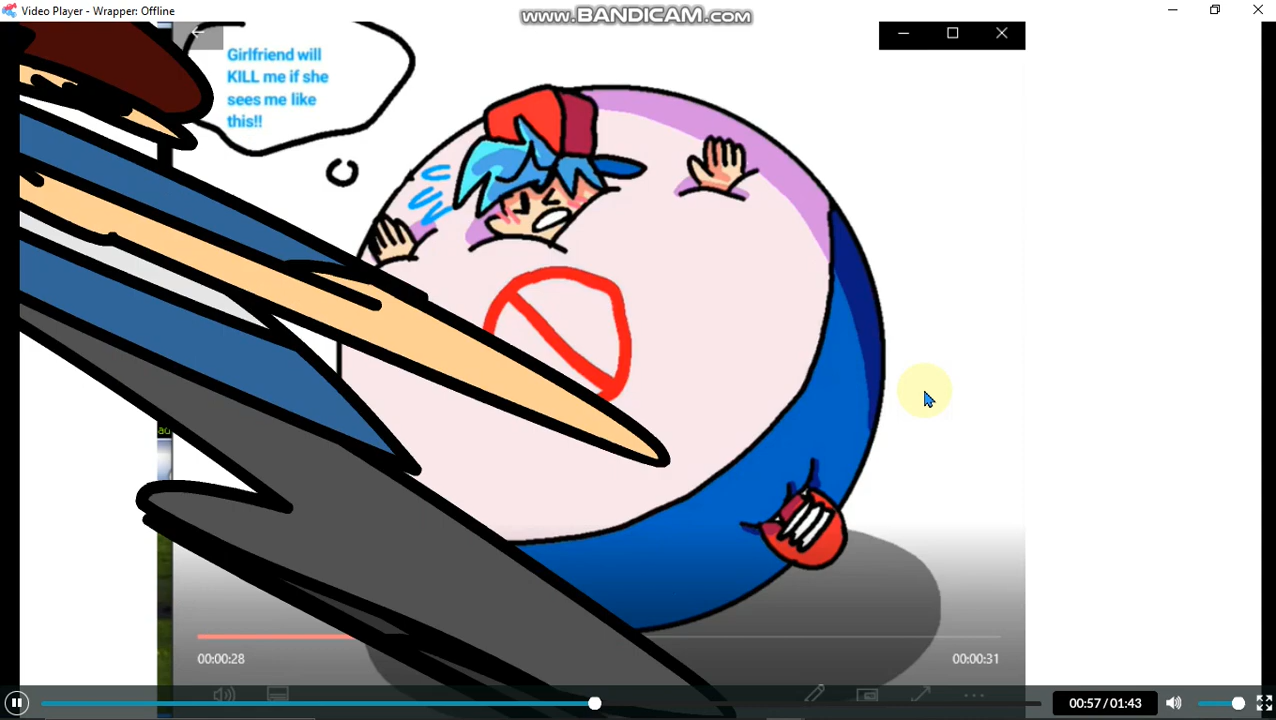 Video Player - Wrapper: Offline
www.BANDICAM.com
Girlfriend will
KILL me if she
sees me like
this!!
00:00:28
00:00:31
00:57 / 01:43